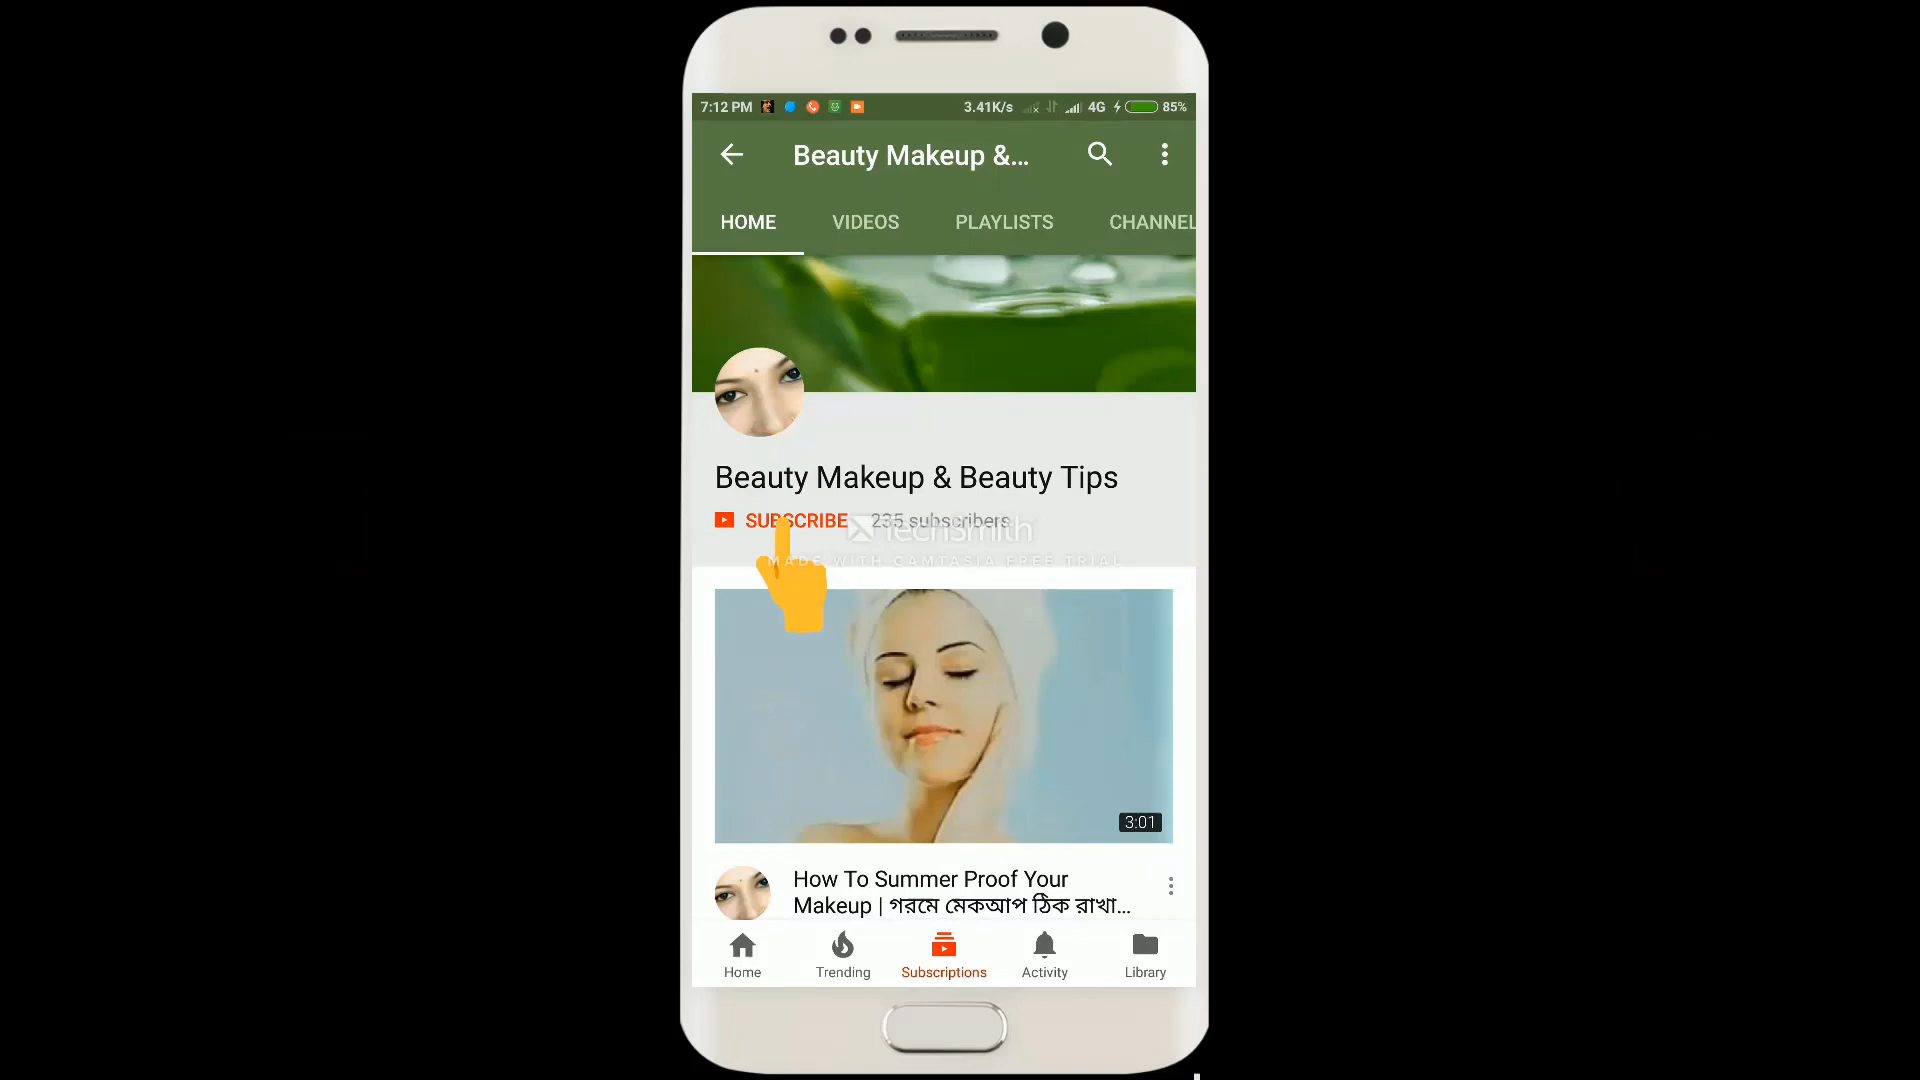 7:12 PM 3.41K/s 4G 85%
Beauty Makeup &...
HOME VIDEOS PLAYLISTS CHANNEL
Beauty Makeup & Beauty Tips
SUBSCRIBE 235 subscribers
TechSmith
MADE WITH CAMTASIA FREE TRIAL
3:01
How To Summer Proof Your
Makeup | গরমে মেকআপ ঠিক রাখা...
Home Trending Subscriptions Activity Library